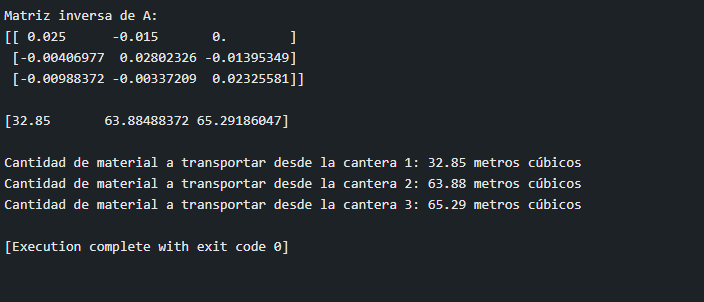 Matriz inversa de A:
[[ 0.025      -0.015       0.        ]
 [-0.00406977  0.02802326 -0.01395349]
 [-0.00988372 -0.00337209  0.02325581]]
[32.85       63.88488372 65.29186047]
Cantidad de material a transportar desde la cantera 1: 32.85 metros cúbicos
Cantidad de material a transportar desde la cantera 2: 63.88 metros cúbicos
Cantidad de material a transportar desde la cantera 3: 65.29 metros cúbicos
[Execution complete with exit code 0]